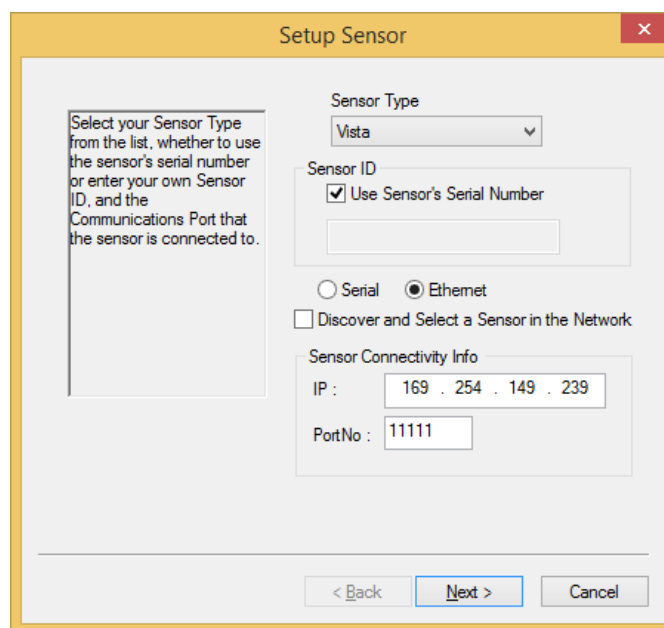 Setup Sensor
Select your Sensor Type
from the list, whether to use
the sensor's serial number
or enter your own Sensor
ID, and the
Communications Port that
the sensor is connected to.
Sensor Type
Vista
Sensor ID
Use Sensor's Serial Number
Serial
Ethernet
Discover and Select a Sensor in the Network
Sensor Connectivity Info
IP : 169 . 254 . 149 . 239
PortNo : 11111
< Back
Next >
Cancel